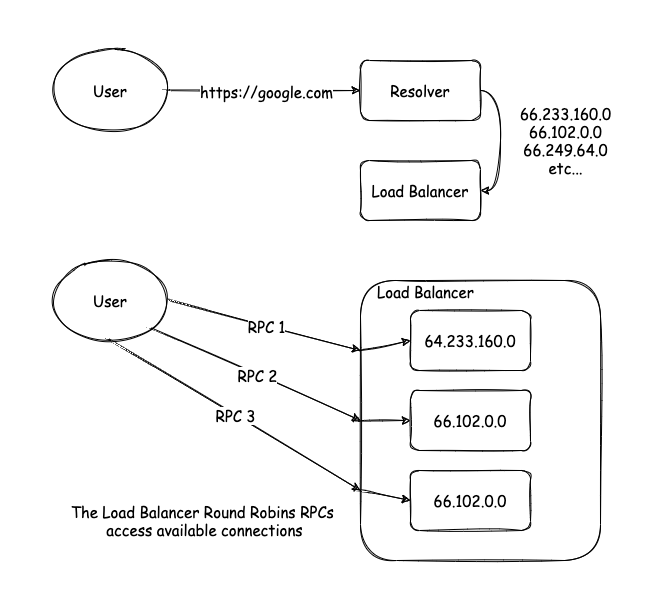 User
https://google.com
Resolver
66.233.160.0
66.102.0.0
66.249.64.0
etc...
Load Balancer
User
Load Balancer
RPC 1
64.233.160.0
RPC 2
66.102.0.0
RPC 3
66.102.0.0
The Load Balancer Round Robins RPCs
access available connections